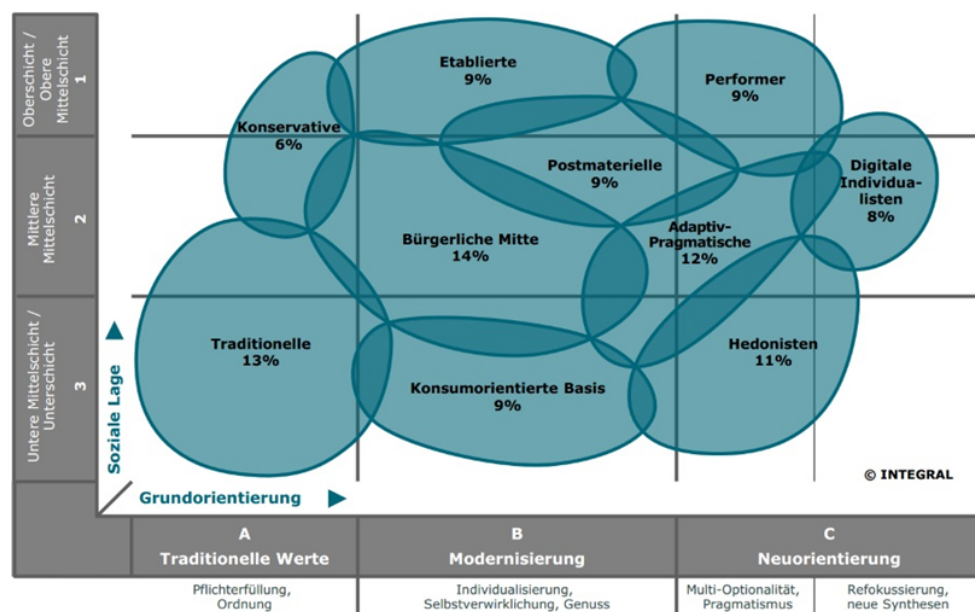 Oberschicht /
Obere
Mittelschicht
1
Mittlere
Mittelschicht
2
Untere Mittelschicht /
Unterschicht
3
Soziale Lage
Etablierte
9%
Performer
9%
Konservative
6%
Postmaterielle
9%
Digitale
Individua-
listen
8%
Bürgerliche Mitte
14%
Adaptiv-
Pragmatische
12%
Traditionelle
13%
Hedonisten
11%
Konsumorientierte Basis
9%
© INTEGRAL
Grundorientierung
A
Traditionelle Werte
B
Modernisierung
C
Neuorientierung
Pflichterfüllung,
Ordnung
Individualisierung,
Selbstverwirklichung, Genuss
Multi-Optionalität,
Pragmatismus
Refokussierung,
neue Synthesen